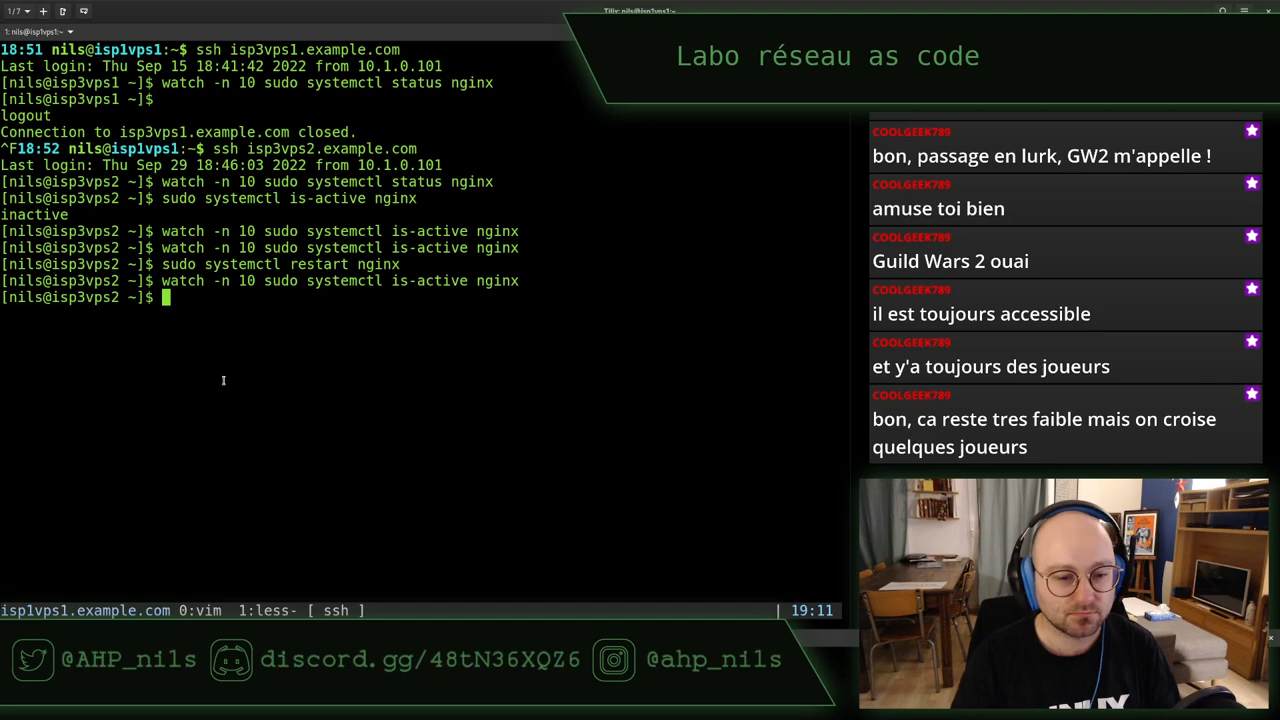 1/7
Tilix: nils@isp1vps1:~
1: nils@isp1vps1:~
18:51 nils@isp1vps1:~$ ssh isp3vps1.example.com
Last login: Thu Sep 15 18:41:42 2022 from 10.1.0.101
[nils@isp3vps1 ~]$ watch -n 10 sudo systemctl status nginx
[nils@isp3vps1 ~]$
logout
Connection to isp3vps1.example.com closed.
^F18:52 nils@isp1vps1:~$ ssh isp3vps2.example.com
Last login: Thu Sep 29 18:46:03 2022 from 10.1.0.101
[nils@isp3vps2 ~]$ watch -n 10 sudo systemctl status nginx
[nils@isp3vps2 ~]$ sudo systemctl is-active nginx
inactive
[nils@isp3vps2 ~]$ watch -n 10 sudo systemctl is-active nginx
[nils@isp3vps2 ~]$ watch -n 10 sudo systemctl is-active nginx
[nils@isp3vps2 ~]$ sudo systemctl restart nginx
[nils@isp3vps2 ~]$ watch -n 10 sudo systemctl is-active nginx
[nils@isp3vps2 ~]$
isp1vps1.example.com 0:vim 1:less- [ ssh ] | 19:11
Labo réseau as code
COOLGEEK789
bon, passage en lurk, GW2 m'appelle !
COOLGEEK789
amuse toi bien
COOLGEEK789
Guild Wars 2 ouai
COOLGEEK789
il est toujours accessible
COOLGEEK789
et y'a toujours des joueurs
COOLGEEK789
bon, ca reste tres faible mais on croise
quelques joueurs
@AHP_nils discord.gg/48tN36XQZ6 @ahp_nils